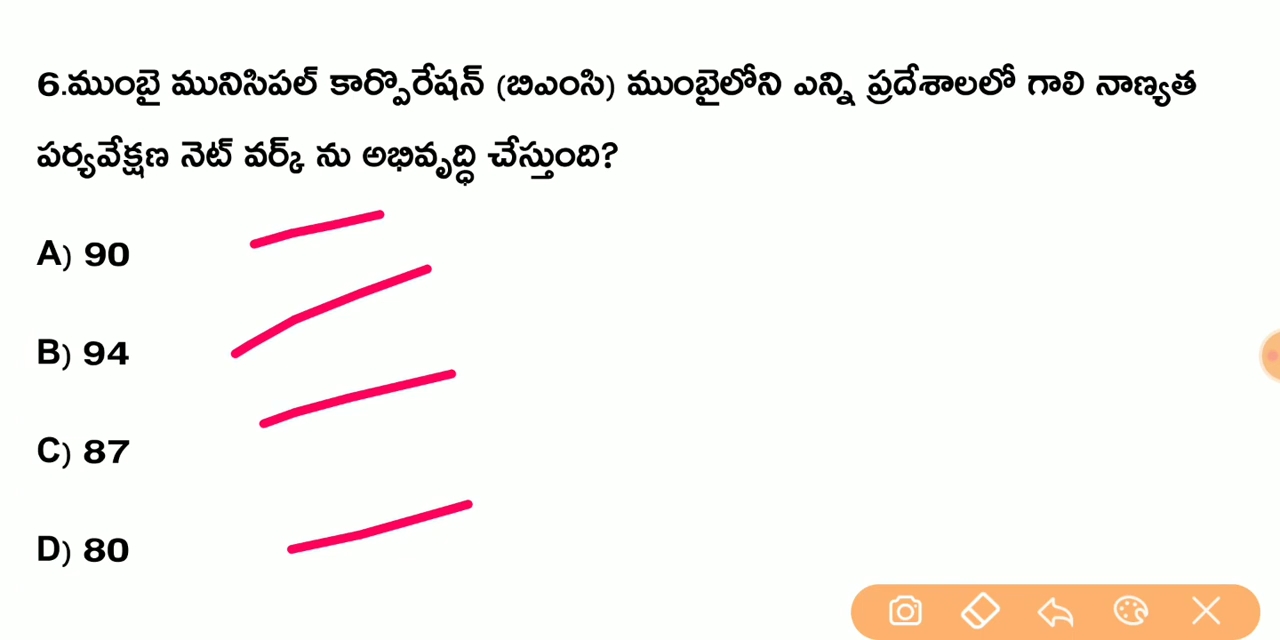 6.ముంబై మునిసిపల్ కార్పొరేషన్ (బిఎంసి) ముంబైలోని ఎన్ని ప్రదేశాలలో గాలి నాణ్యత
పర్యవేక్షణ నెట్ వర్క్ ను అభివృద్ధి చేస్తుంది?
A) 90
B) 94
C) 87
D) 80